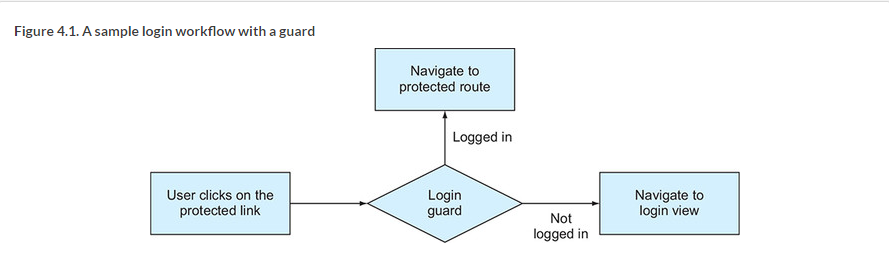 Figure 4.1. A sample login workflow with a guard
Navigate to
protected route
Logged in
User clicks on the
protected link
Login
guard
Not
logged in
Navigate to
login view